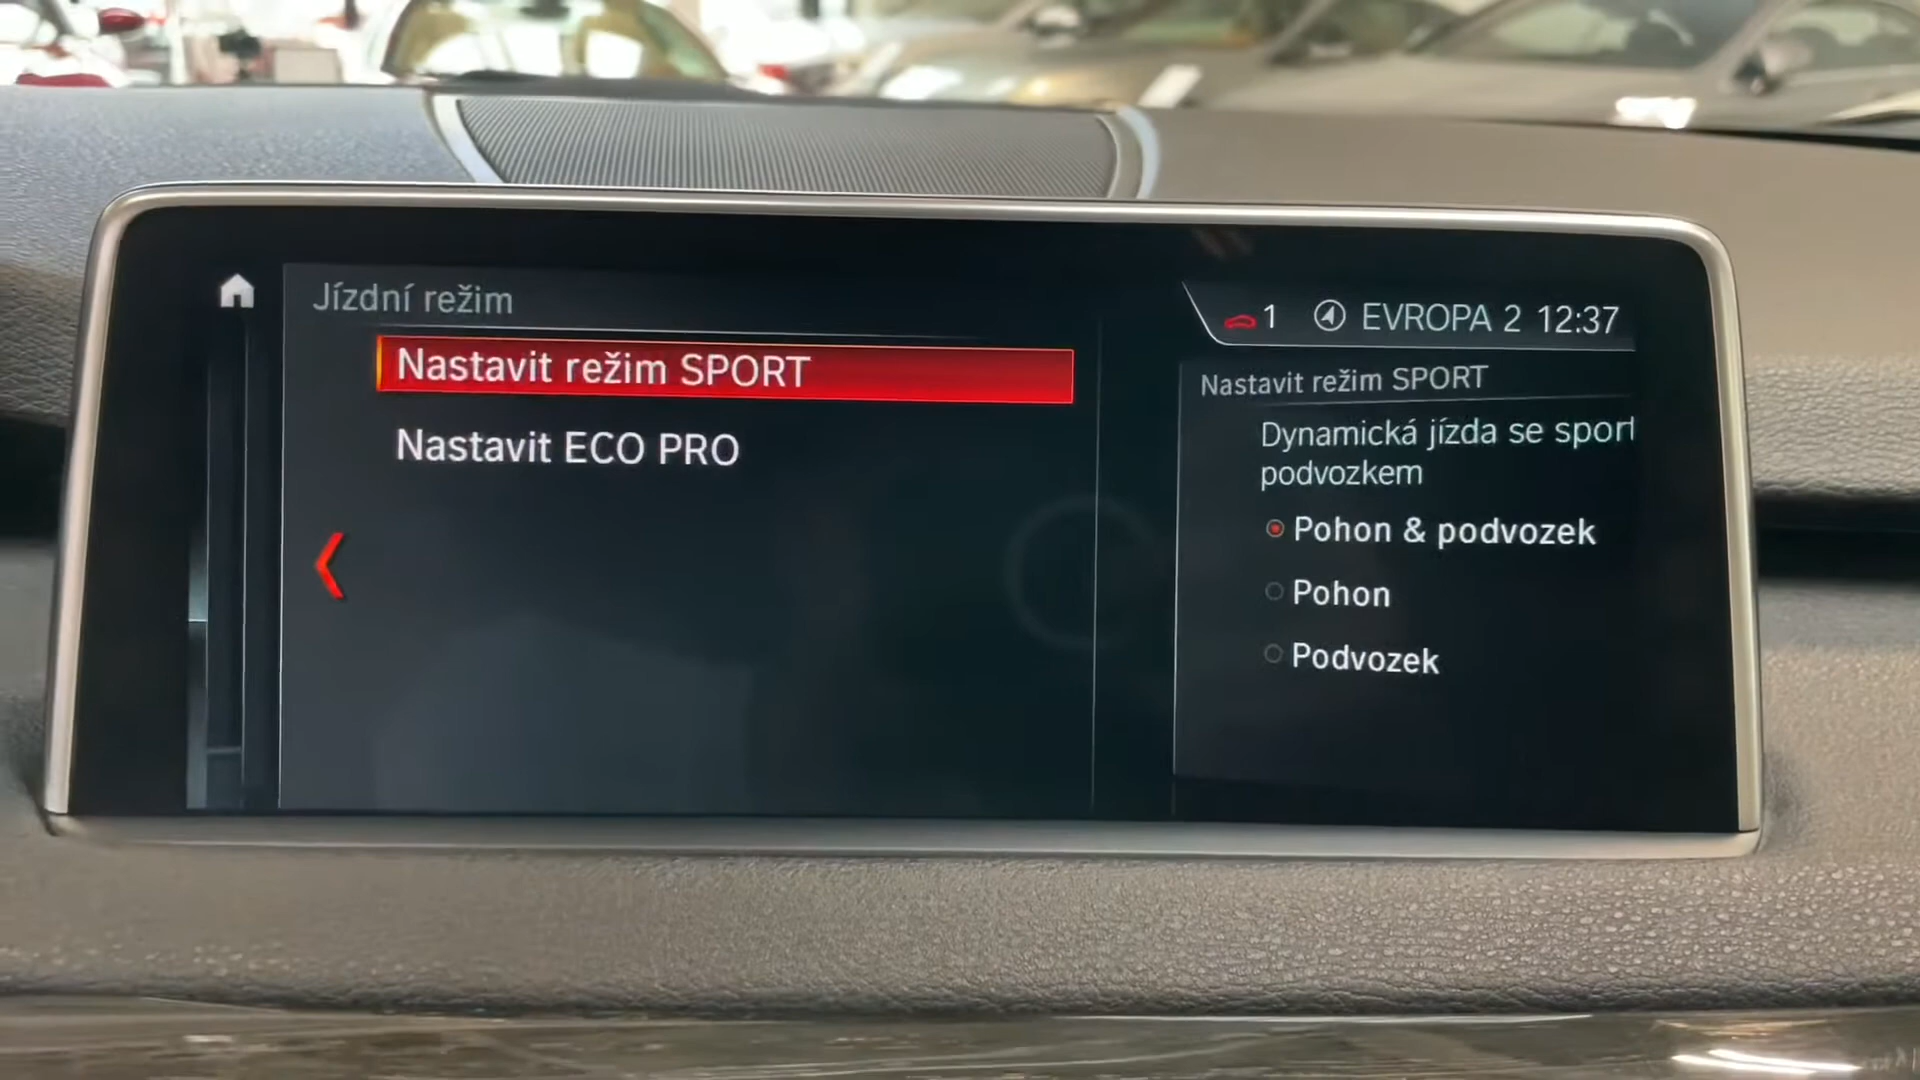 Jízdní režim
Nastavit režim SPORT
Nastavit ECO PRO
1 EVROPA 2 12:37
Nastavit režim SPORT
Dynamická jízda se
podvozkem
Pohon & podvozek
Pohon
Podvozek